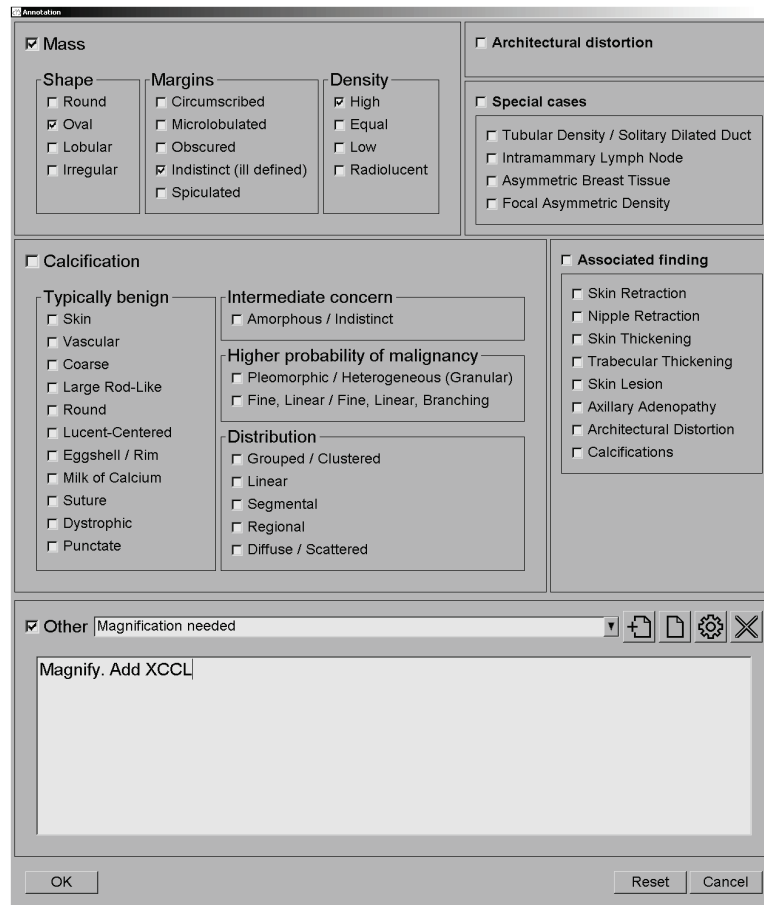 Annotation
Mass
Shape
Round
Oval
Lobular
Irregular
Margins
Circumscribed
Microlobulated
Obscured
Indistinct (ill defined)
Spiculated
Density
High
Equal
Low
Radiolucent
Architectural distortion
Special cases
Tubular Density / Solitary Dilated Duct
Intramammary Lymph Node
Asymmetric Breast Tissue
Focal Asymmetric Density
Calcification
Typically benign
Skin
Vascular
Coarse
Large Rod-Like
Round
Lucent-Centered
Eggshell / Rim
Milk of Calcium
Suture
Dystrophic
Punctate
Intermediate concern
Amorphous / Indistinct
Higher probability of malignancy
Pleomorphic / Heterogeneous (Granular)
Fine, Linear / Fine, Linear, Branching
Distribution
Grouped / Clustered
Linear
Segmental
Regional
Diffuse / Scattered
Associated finding
Skin Retraction
Nipple Retraction
Skin Thickening
Trabecular Thickening
Skin Lesion
Axillary Adenopathy
Architectural Distortion
Calcifications
Other Magnification needed
Magnify. Add XCCL
OK Reset Cancel